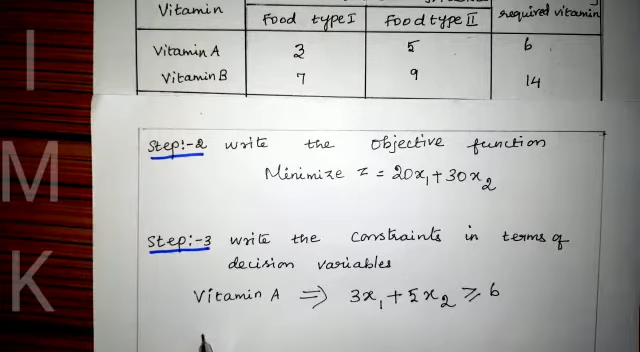 Vitamin Food type I Food type II required vitamin
Vitamin A 3 5 6
Vitamin B 7 9 14
Step:-2 write the objective function
Minimize z = 20x₁ + 30x₂
Step:-3 write the constraints in terms of
decision variables
Vitamin A ⇒ 3x₁ + 5x₂ ≥ 6
I
M
K